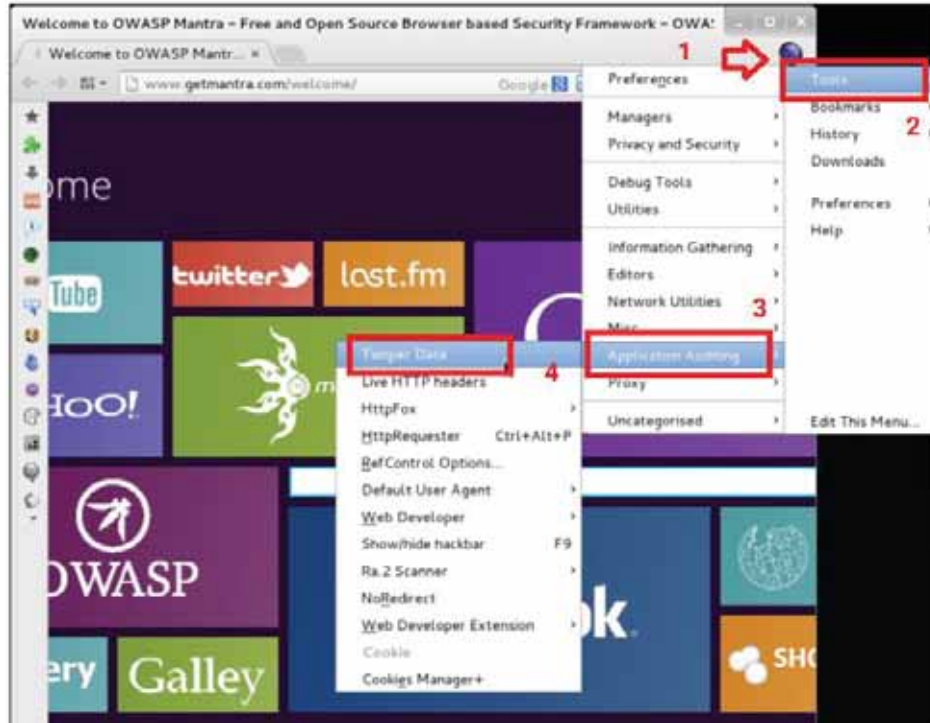 Welcome to OWASP Mantra - Free and Open Source Browser based Security Framework - OWA
Welcome to OWASP Mantr...
www.getmantra.com/welcome/
Google
1
2
3
4
Tools
Bookmarks
History
Downloads
Preferences
Help
Edit This Menu...
Preferences
Managers
Privacy and Security
Debug Tools
Utilities
Information Gathering
Editors
Network Utilities
Misc
Application Auditing
Proxy
Uncategorised
Tamper Data
Live HTTP headers
HttpFox
HttpRequester Ctrl+Alt+P
RefControl Options...
Default User Agent
Web Developer
Show/hide hackbar F9
Ra.2 Scanner
NoRedirect
Web Developer Extension
Cookie
Cookies Manager+
ome
Tube
twitter
last.fm
HOO!
m
OWASP
ok.
ery
Galley
SHO